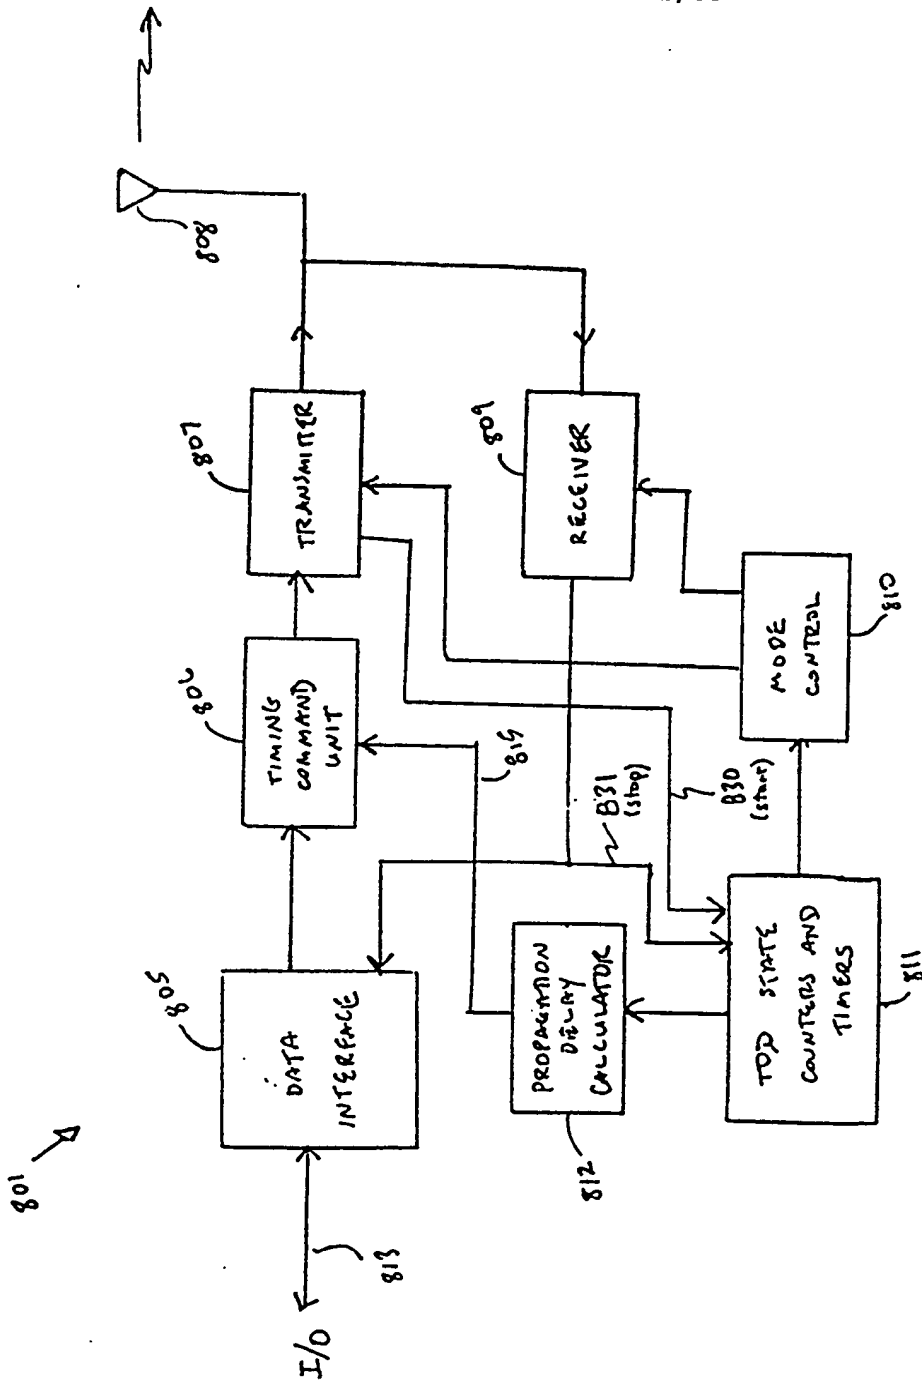 801
I/O
813
805
DATA
INTERFACE
806
TIMING
COMMAND
UNIT
807
TRANSMITTER
808
815
809
RECEIVER
812
PROPAGATION
DELAY
CALCULATOR
831
(stop)
830
(start)
811
TDD STATE
COUNTERS AND
TIMERS
MODE
CONTROL
810